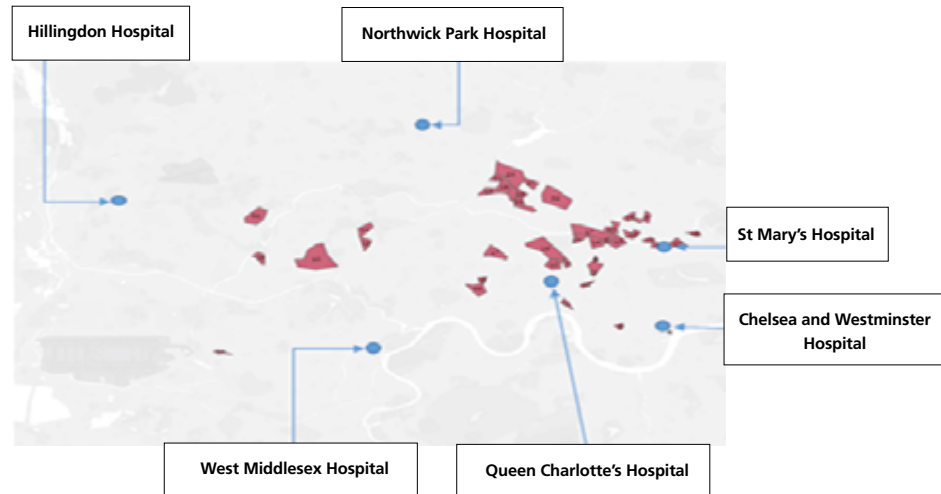 Hillingdon Hospital
Northwick Park Hospital
St Mary's Hospital
Chelsea and Westminster
Hospital
West Middlesex Hospital
Queen Charlotte's Hospital